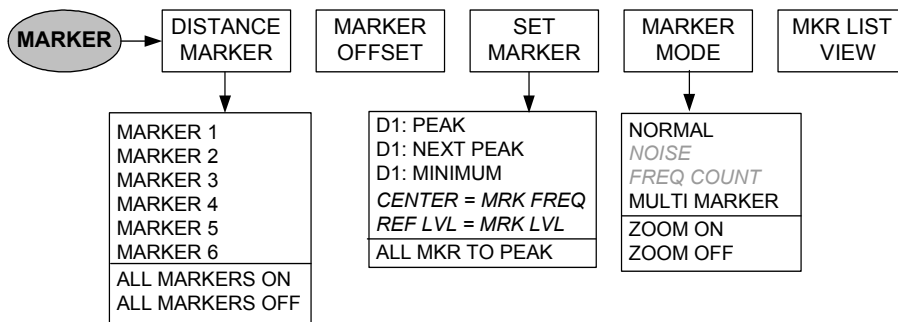 MARKER
DISTANCE
MARKER
MARKER
OFFSET
SET
MARKER
MARKER
MODE
MKR LIST
VIEW
MARKER 1
MARKER 2
MARKER 3
MARKER 4
MARKER 5
MARKER 6
ALL MARKERS ON
ALL MARKERS OFF
D1: PEAK
D1: NEXT PEAK
D1: MINIMUM
CENTER = MRK FREQ
REF LVL = MRK LVL
ALL MKR TO PEAK
NORMAL
NOISE
FREQ COUNT
MULTI MARKER
ZOOM ON
ZOOM OFF